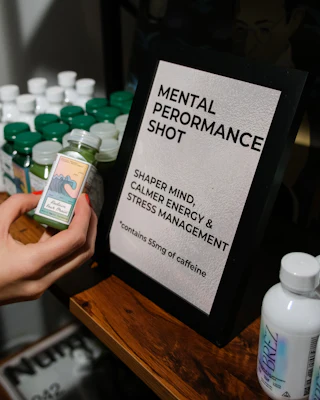 MENTAL
PERORMANCE
SHOT
SHAPER MIND,
CALMER ENERGY &
STRESS MANAGEMENT
*contains 55mg of caffeine